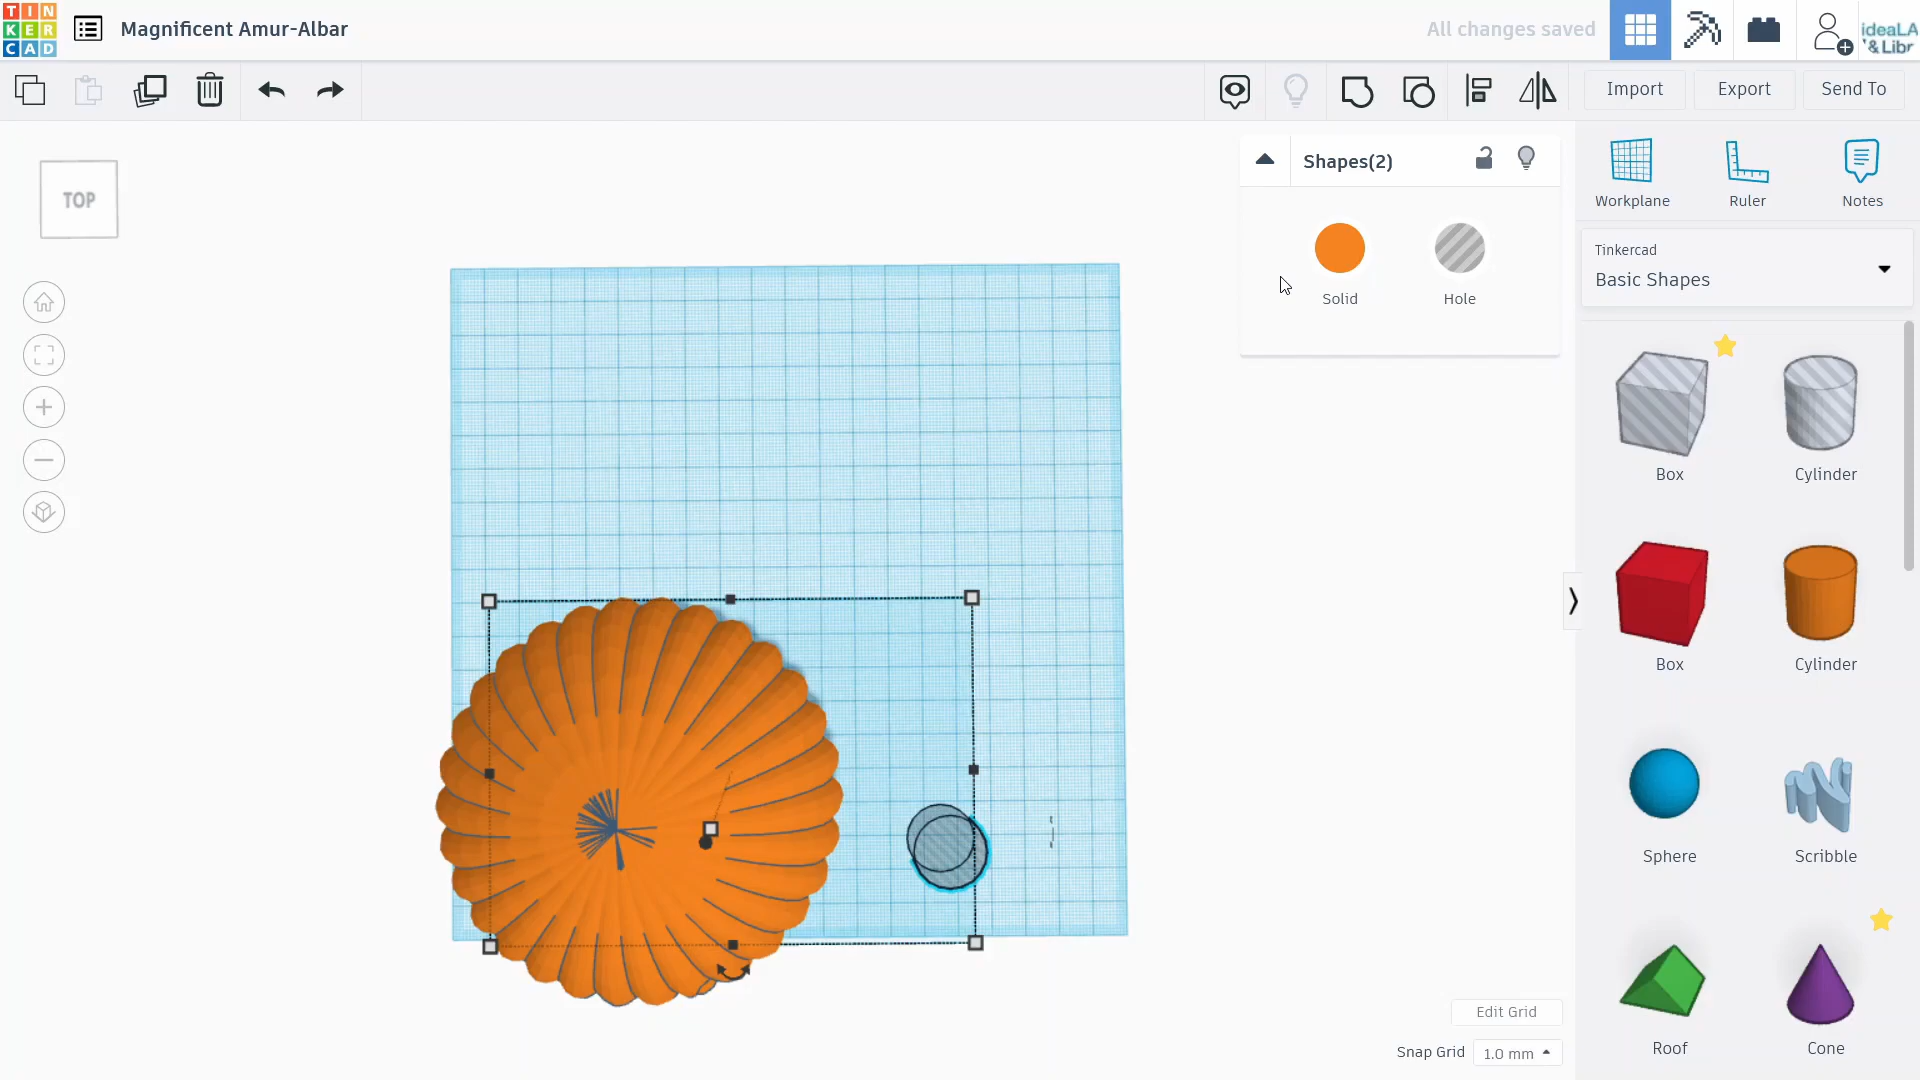 TIN
KER
CAD
Magnificent Amur-Albar
All changes saved
ideaLA
& Libr
Import
Export
Send To
TOP
Shapes(2)
Solid
Hole
Workplane
Ruler
Notes
Tinkercad
Basic Shapes
Box
Cylinder
Box
Cylinder
Sphere
Scribble
Roof
Cone
Edit Grid
Snap Grid
1.0 mm